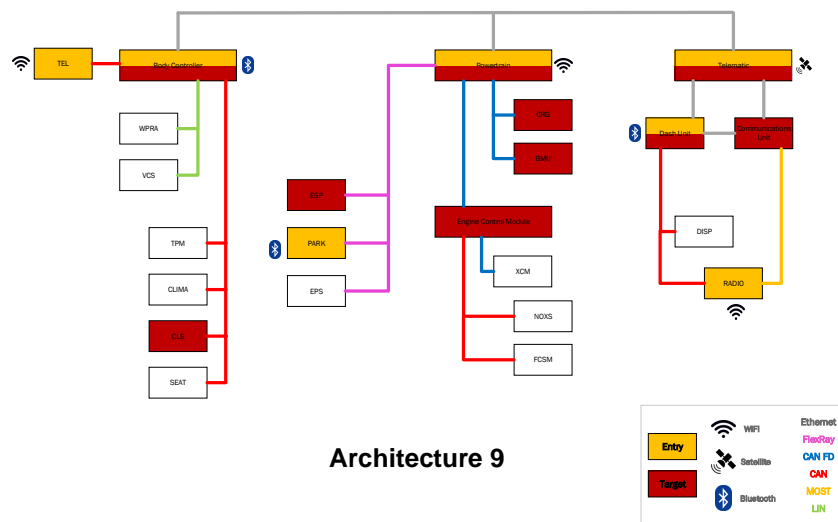 TEL
Body Controller
Powertrain
Telematic
WPRA
VCS
CRG
BMU
Dash Unit
Communications
Unit
ESP
PARK
EPS
Engine Control Module
XCM
NOXS
FCSM
TPM
CLIMA
SEAT
DISP
RADIO
Architecture 9
Entry
Target
WIFI
Satellite
Bluetooth
Ethernet
FlexRay
CAN FD
CAN
MOST
LIN